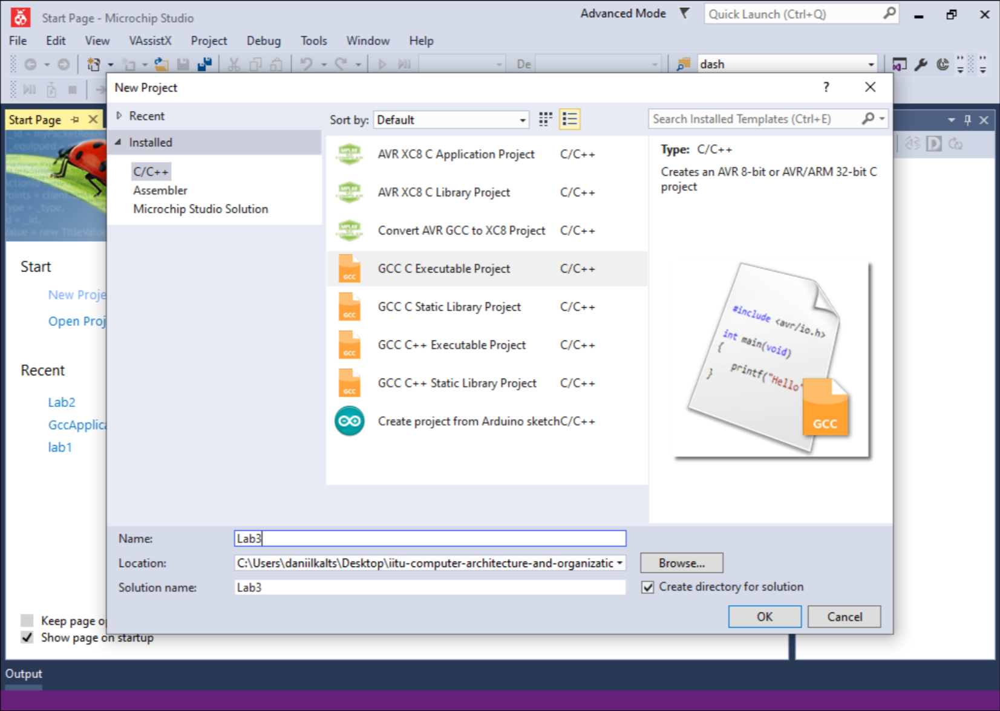 Start Page - Microchip Studio
Advanced Mode
Quick Launch (Ctrl+Q)
File Edit View VAssistX Project Debug Tools Window Help
De
dash
New Project
Start Page
Recent
Installed
C/C++
Assembler
Microchip Studio Solution
Sort by: Default
Search Installed Templates (Ctrl+E)
AVR XC8 C Application Project C/C++
AVR XC8 C Library Project C/C++
Convert AVR GCC to XC8 Project C/C++
GCC C Executable Project C/C++
GCC C Static Library Project C/C++
GCC C++ Executable Project C/C++
GCC C++ Static Library Project C/C++
Create project from Arduino sketch C/C++
Type: C/C++
Creates an AVR 8-bit or AVR/ARM 32-bit C
project
#include <avr/io.h>
int main(void)
{
printf("Hello"
}
GCC
Start
New Proje
Open Proj
Recent
Lab2
GccApplica
lab1
Name: Lab3
Location: C:\Users\daniilkalts\Desktop\iitu-computer-architecture-and-organizatic
Browse...
Solution name: Lab3
Create directory for solution
OK
Cancel
Keep page op
Show page on startup
Output